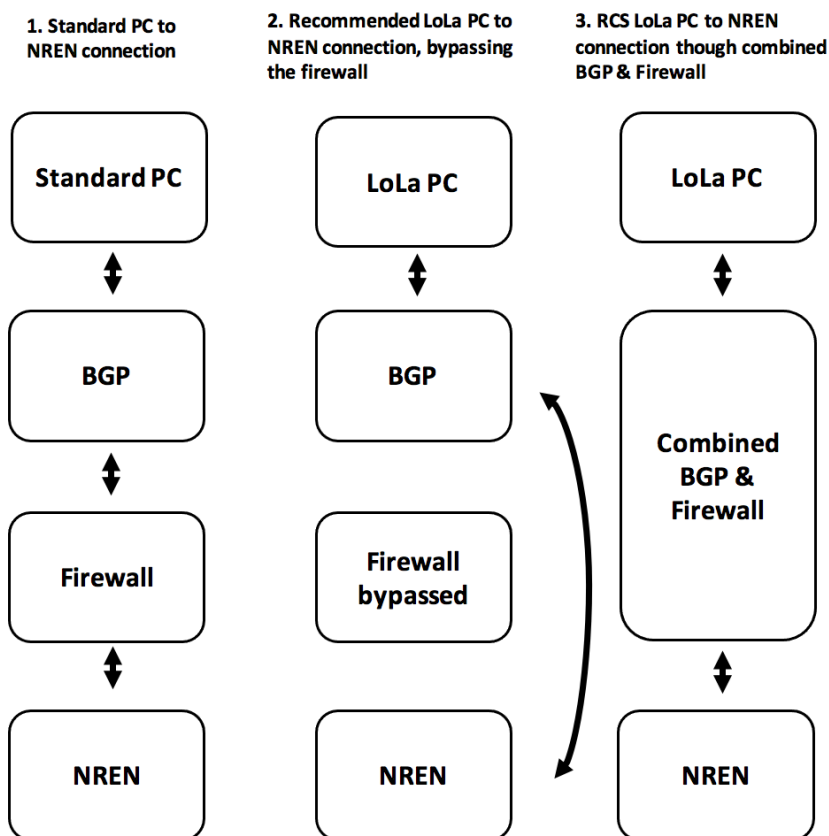 1. Standard PC to
NREN connection
2. Recommended LoLa PC to
NREN connection, bypassing
the firewall
3. RCS LoLa PC to NREN
connection though combined
BGP & Firewall
Standard PC
BGP
Firewall
NREN
LoLa PC
BGP
Firewall
bypassed
NREN
LoLa PC
Combined
BGP &
Firewall
NREN